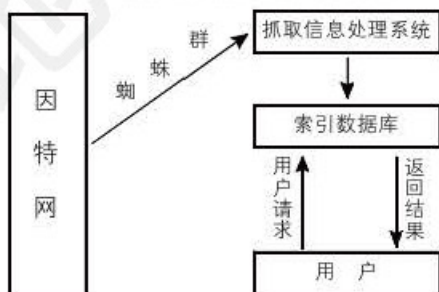 抓取信息处理系统
蜘蛛群
因特网
索引数据库
用户请求
返回结果
用户